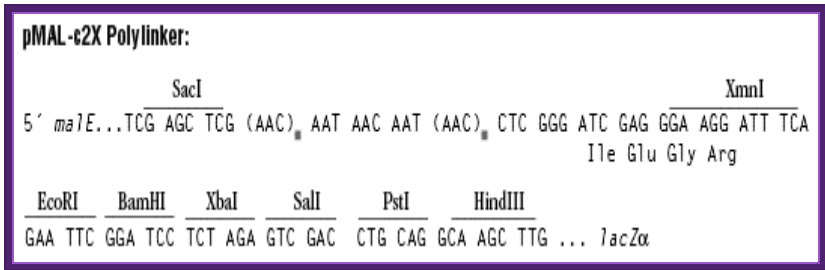 pMAL-c2X Polylinker:
SacI XmnI
5´ malE...TCG AGC TCG (AAC)n AAT AAC AAT (AAC)n CTC GGG ATC GAG GGA AGG ATT TCA
Ile Glu Gly Arg
EcoRI BamHI XbaI SalI PstI HindIII
GAA TTC GGA TCC TCT AGA GTC GAC CTG CAG GCA AGC TTG ... lacZα